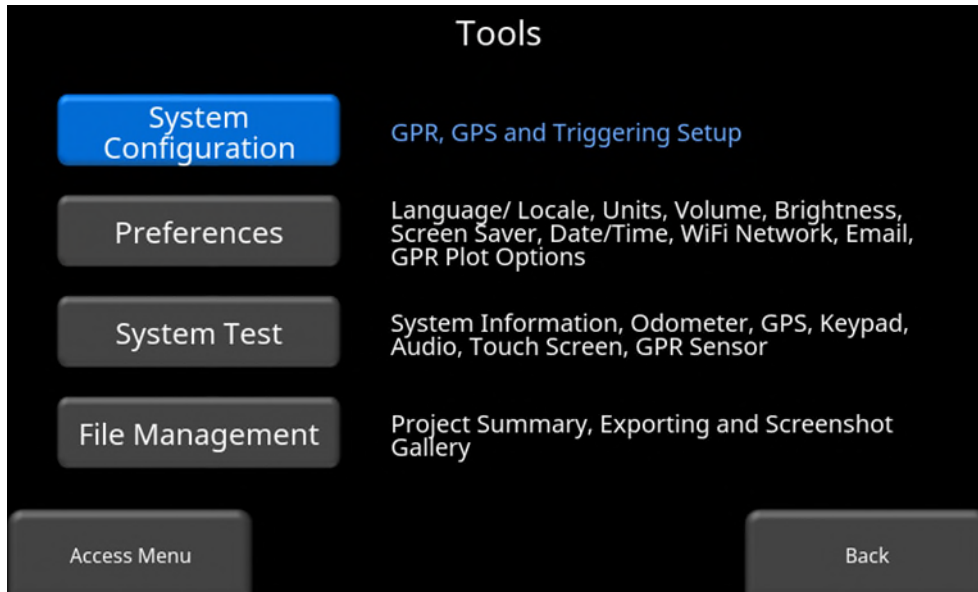 Tools
System
Configuration
GPR, GPS and Triggering Setup
Preferences
Language/ Locale, Units, Volume, Brightness,
Screen Saver, Date/Time, WiFi Network, Email,
GPR Plot Options
System Test
System Information, Odometer, GPS, Keypad,
Audio, Touch Screen, GPR Sensor
File Management
Project Summary, Exporting and Screenshot
Gallery
Access Menu
Back